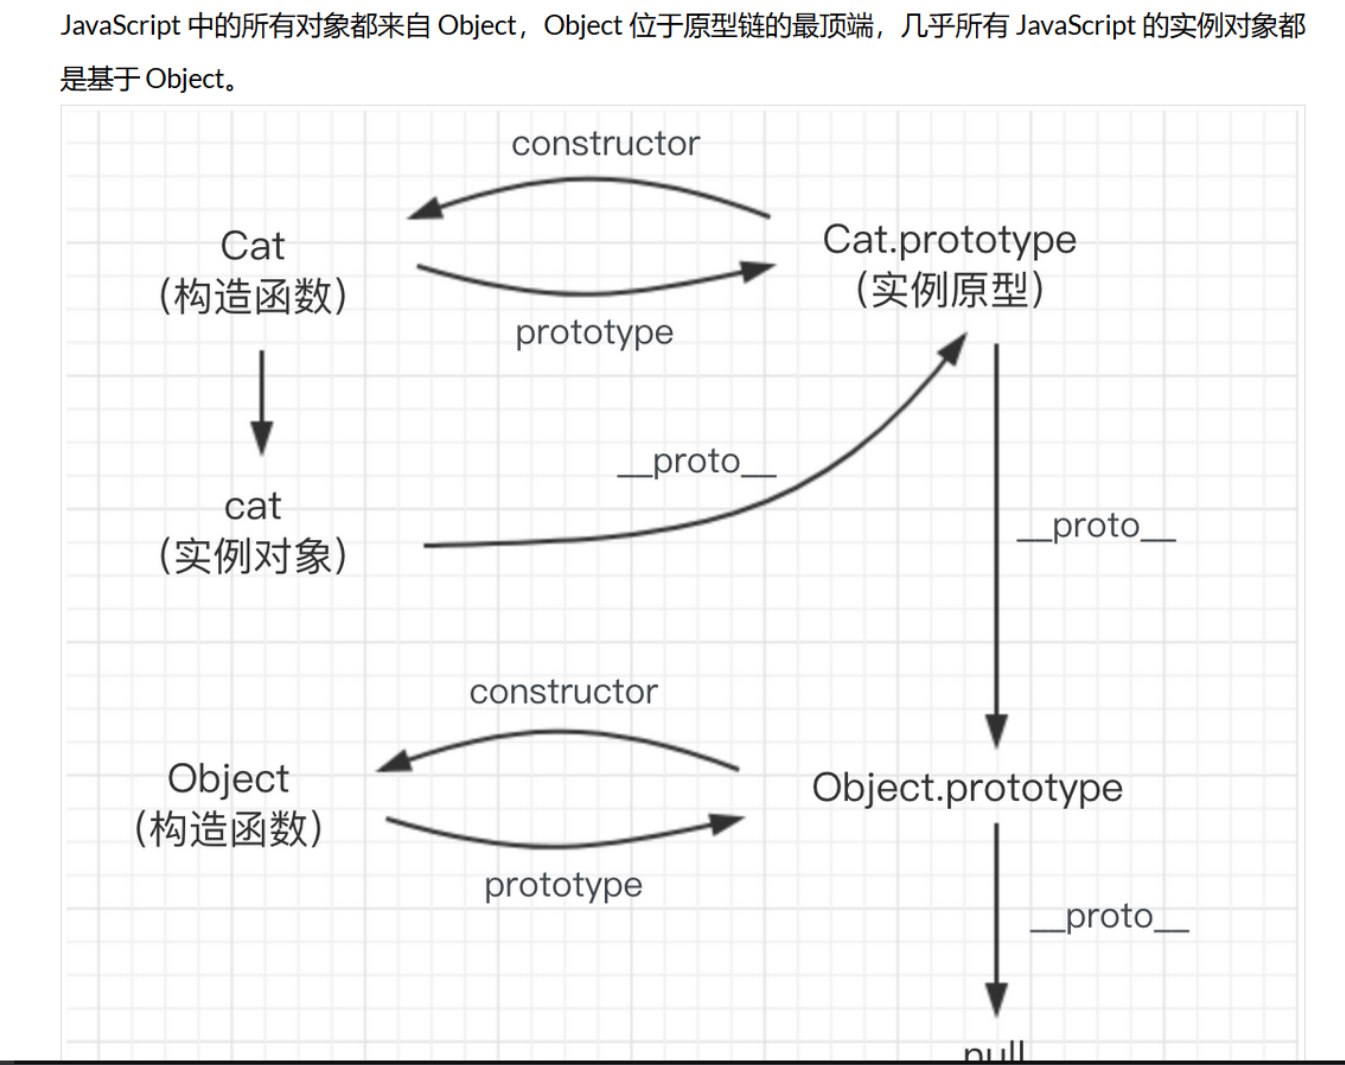 JavaScript 中的所有对象都来自 Object，Object 位于原型链的最顶端，几乎所有 JavaScript 的实例对象都
是基于 Object。
constructor
Cat
（构造函数）
Cat.prototype
（实例原型）
prototype
__proto__
cat
（实例对象）
__proto__
constructor
Object
（构造函数）
Object.prototype
prototype
__proto__
null